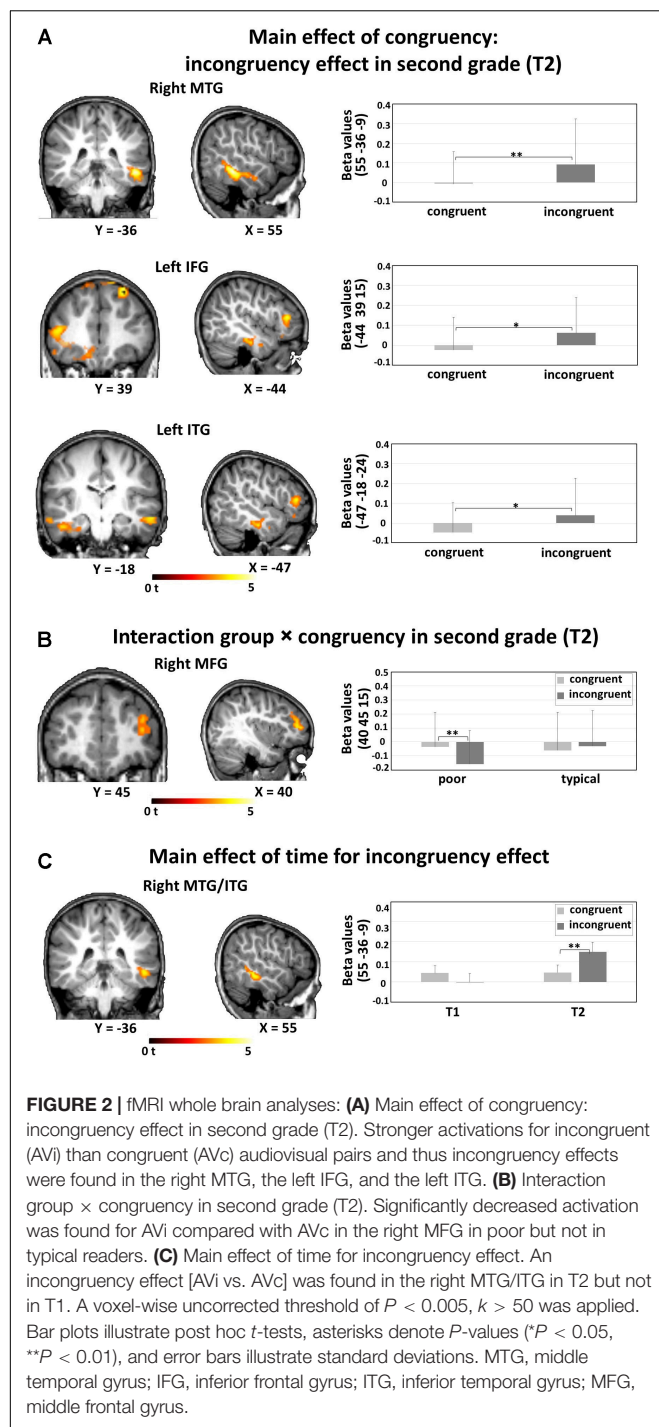 A
Main effect of congruency:
incongruency effect in second grade (T2)
Right MTG
Y = -36
X = 55
Beta values
(55 -36 -9)
0.4
0.3
0.2
0.1
0
-0.1
**
congruent
incongruent
Left IFG
Y = 39
X = -44
Beta values
(-44 39 15)
0.4
0.3
0.2
0.1
0
-0.1
*
congruent
incongruent
Left ITG
Y = -18
X = -47
0 t
5
Beta values
(-47 -18 -24)
0.4
0.3
0.2
0.1
0
-0.1
*
congruent
incongruent
B
Interaction group × congruency in second grade (T2)
Right MFG
Y = 45
X = 40
0 t
5
Beta values
(40 45 15)
0.5
0.4
0.3
0.2
0.1
0
-0.1
-0.2
congruent
incongruent
**
poor
typical
C
Main effect of time for incongruency effect
Right MTG/ITG
Y = -36
X = 55
0 t
5
Beta values
(55 -36 -9)
0.4
0.3
0.2
0.1
0
-0.1
congruent
incongruent
**
T1
T2
FIGURE 2 | fMRI whole brain analyses: (A) Main effect of congruency:
incongruency effect in second grade (T2). Stronger activations for incongruent
(AVi) than congruent (AVc) audiovisual pairs and thus incongruency effects
were found in the right MTG, the left IFG, and the left ITG. (B) Interaction
group × congruency in second grade (T2). Significantly decreased activation
was found for AVi compared with AVc in the right MFG in poor but not in
typical readers. (C) Main effect of time for incongruency effect. An
incongruency effect [AVi vs. AVc] was found in the right MTG/ITG in T2 but not
in T1. A voxel-wise uncorrected threshold of P < 0.005, k > 50 was applied.
Bar plots illustrate post hoc t-tests, asterisks denote P-values (*P < 0.05,
**P < 0.01), and error bars illustrate standard deviations. MTG, middle
temporal gyrus; IFG, inferior frontal gyrus; ITG, inferior temporal gyrus; MFG,
middle frontal gyrus.